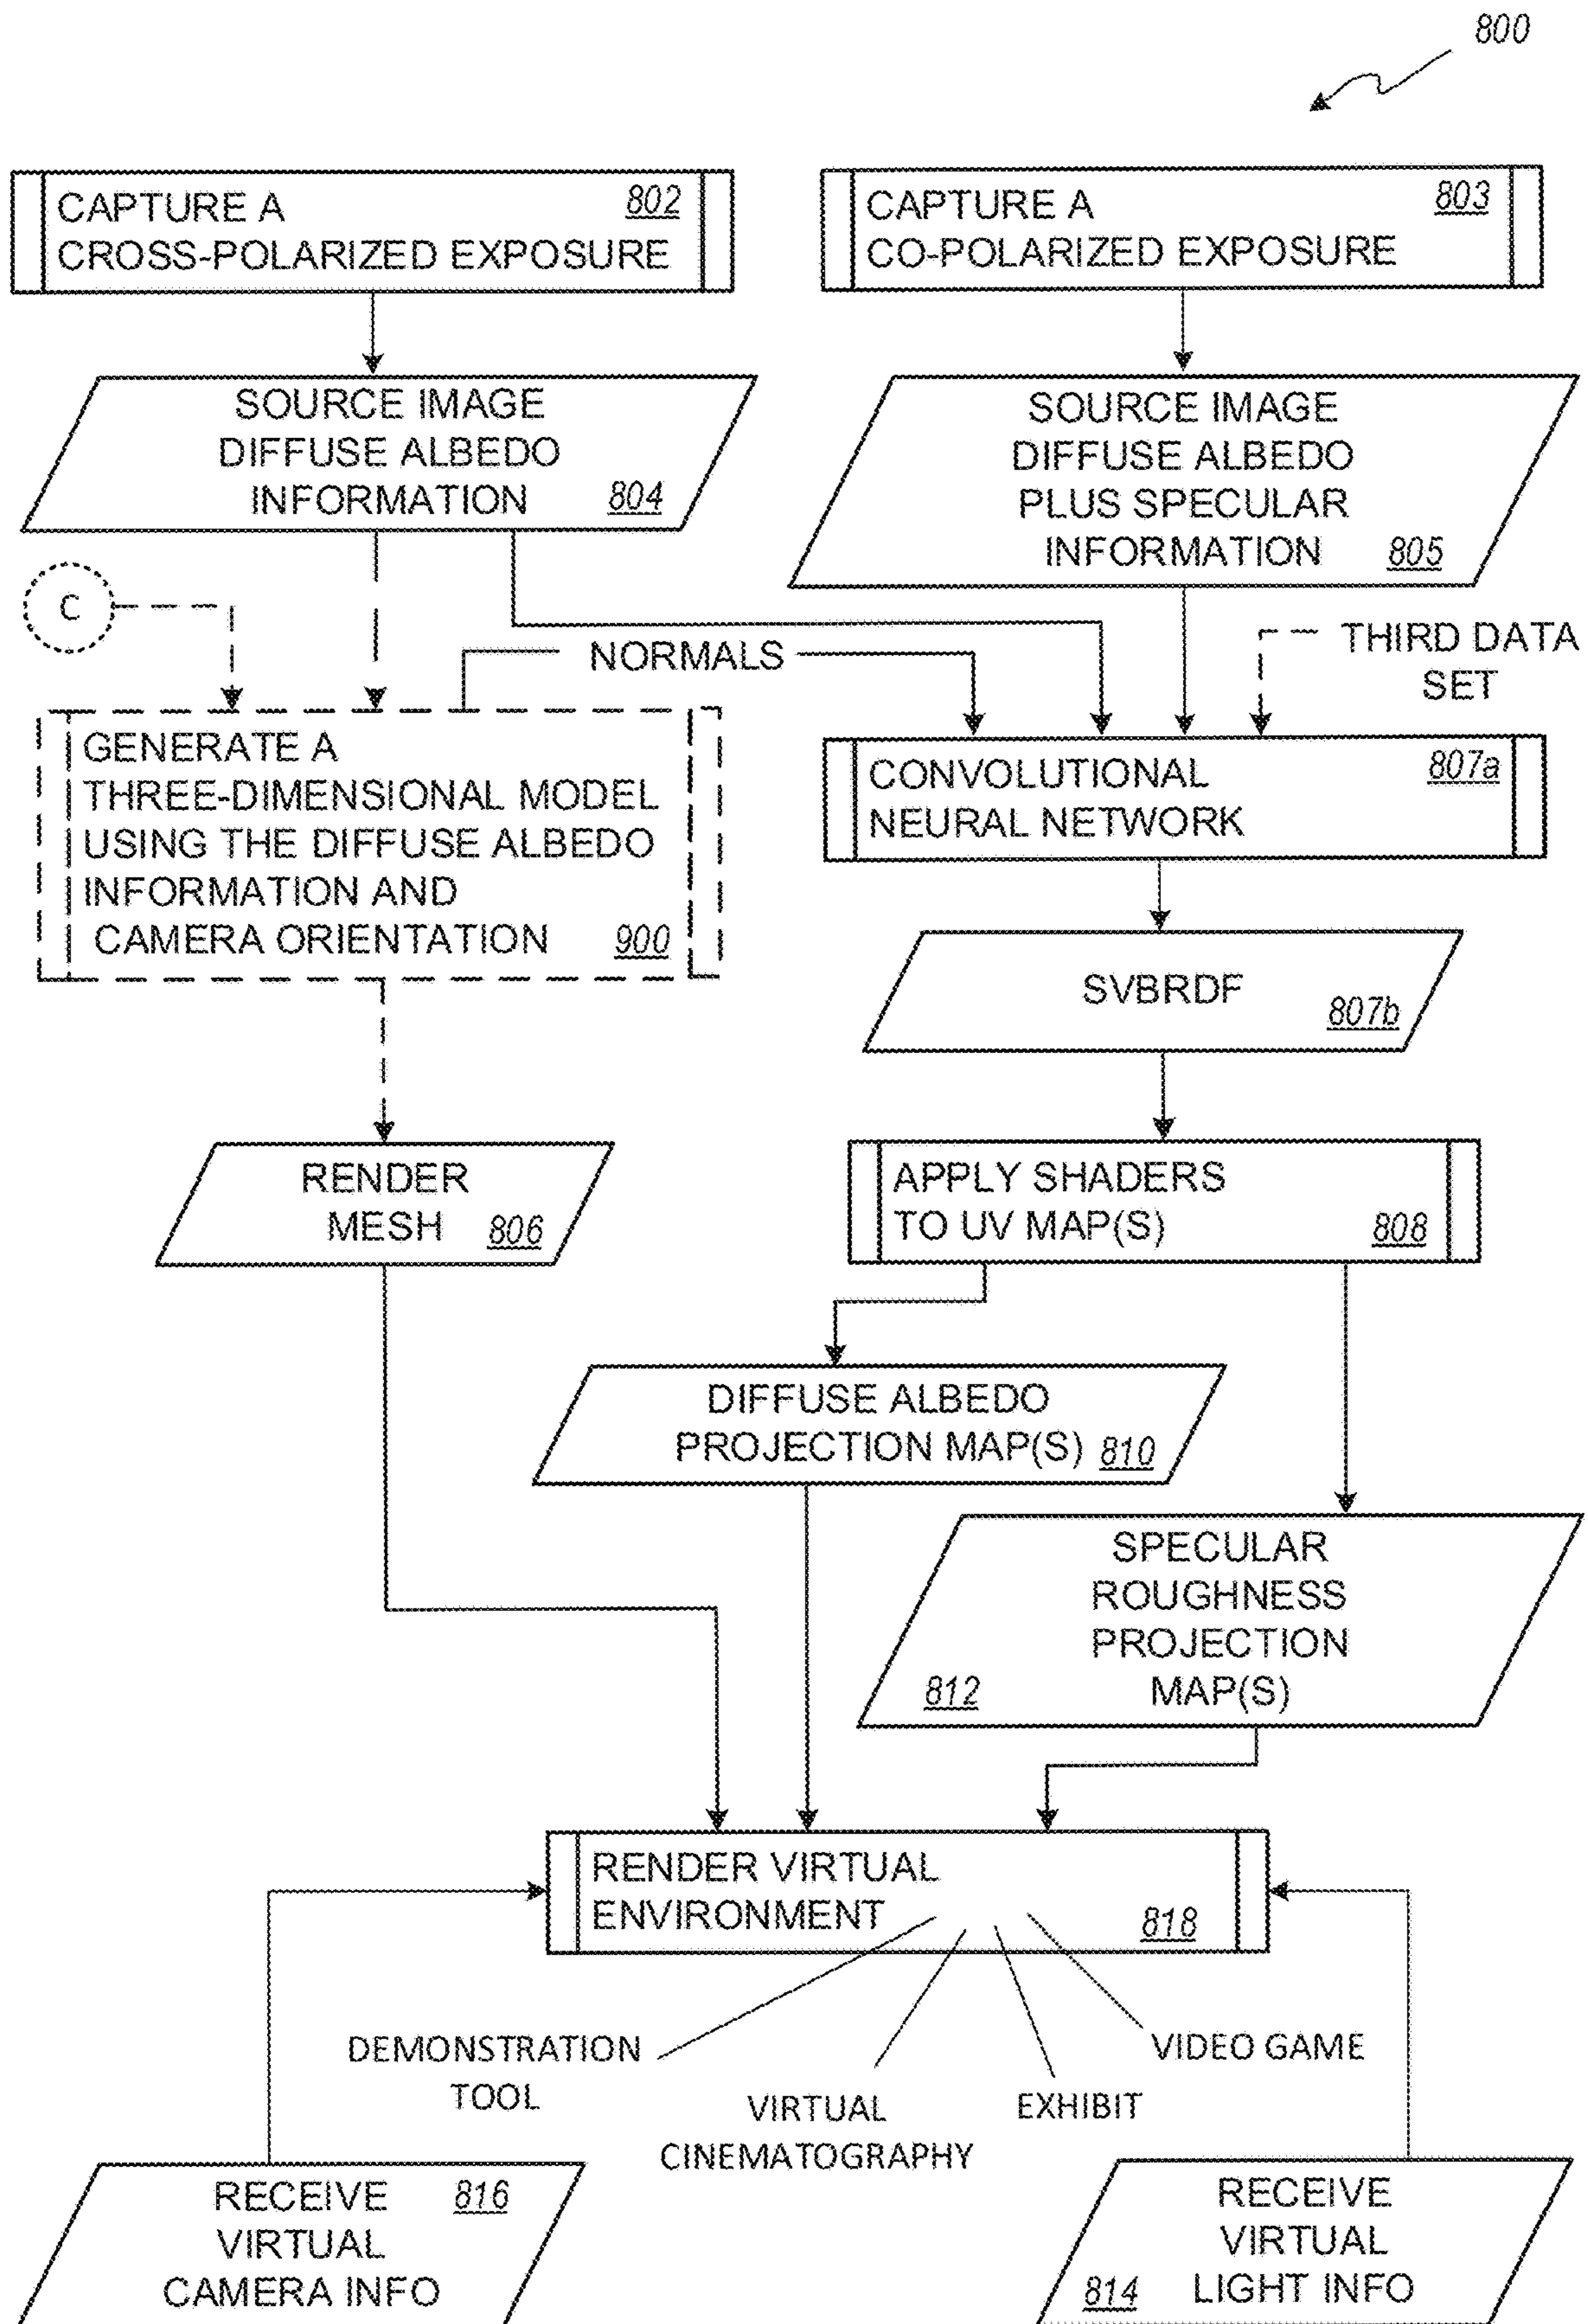 800
CAPTURE A 802
CROSS-POLARIZED EXPOSURE
CAPTURE A 803
CO-POLARIZED EXPOSURE
SOURCE IMAGE
DIFFUSE ALBEDO
INFORMATION 804
SOURCE IMAGE
DIFFUSE ALBEDO
PLUS SPECULAR
INFORMATION 805
C
NORMALS
THIRD DATA
SET
GENERATE A
THREE-DIMENSIONAL MODEL
USING THE DIFFUSE ALBEDO
INFORMATION AND
CAMERA ORIENTATION 900
CONVOLUTIONAL 807a
NEURAL NETWORK
SVBRDF
807b
RENDER
MESH 806
APPLY SHADERS
TO UV MAP(S) 808
DIFFUSE ALBEDO
PROJECTION MAP(S) 810
SPECULAR
ROUGHNESS
PROJECTION
812 MAP(S)
RENDER VIRTUAL
ENVIRONMENT 818
DEMONSTRATION
TOOL
VIRTUAL
CINEMATOGRAPHY
EXHIBIT
VIDEO GAME
RECEIVE 816
VIRTUAL
CAMERA INFO
RECEIVE
VIRTUAL
814 LIGHT INFO